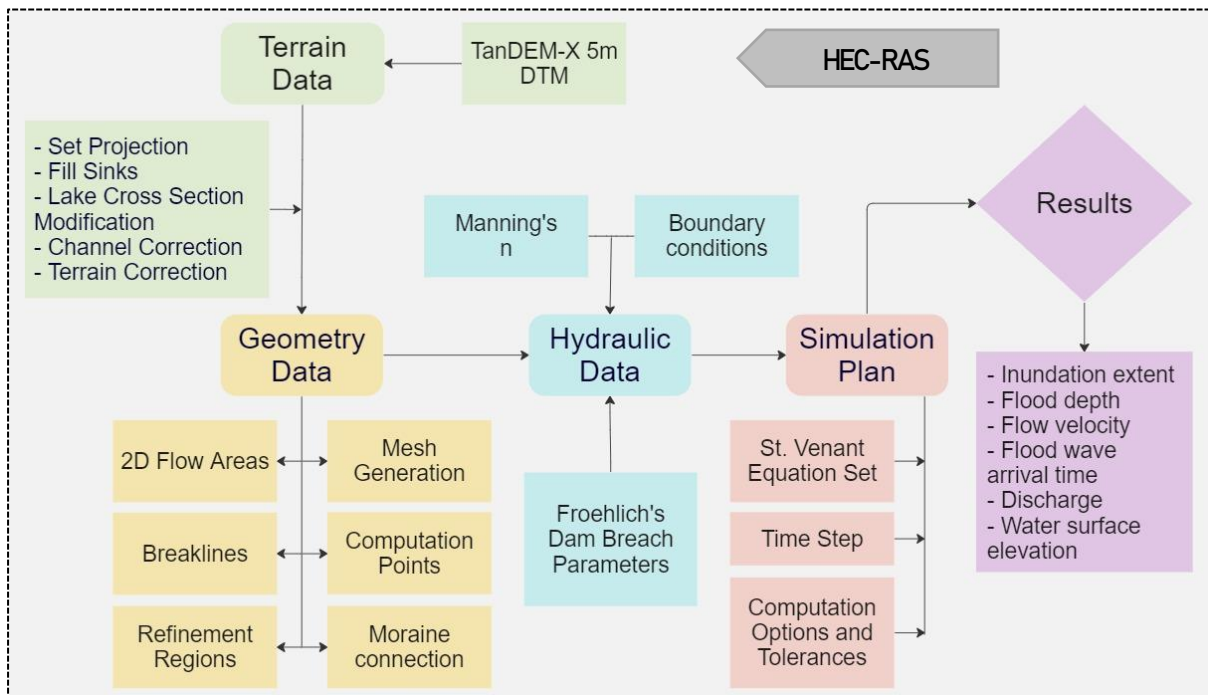 Terrain
Data
TanDEM-X 5m
DTM
HEC-RAS
- Set Projection
- Fill Sinks
- Lake Cross Section
Modification
- Channel Correction
- Terrain Correction
Manning's
n
Boundary
conditions
Results
Geometry
Data
Hydraulic
Data
Simulation
Plan
- Inundation extent
- Flood depth
- Flow velocity
- Flood wave
arrival time
- Discharge
- Water surface
elevation
2D Flow Areas
Mesh
Generation
Breaklines
Computation
Points
Refinement
Regions
Moraine
connection
Froehlich's
Dam Breach
Parameters
St. Venant
Equation Set
Time Step
Computation
Options and
Tolerances